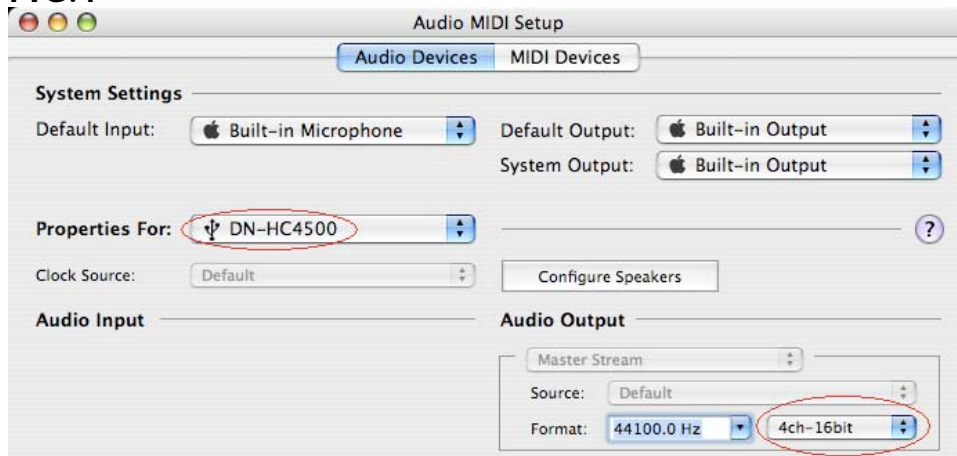 Audio MIDI Setup
Audio Devices MIDI Devices
System Settings
Default Input: Built-in Microphone Default Output: Built-in Output
System Output: Built-in Output
Properties For: DN-HC4500 ?
Clock Source: Default Configure Speakers
Audio Input Audio Output
Master Stream
Source: Default
Format: 44100.0 Hz 4ch-16bit